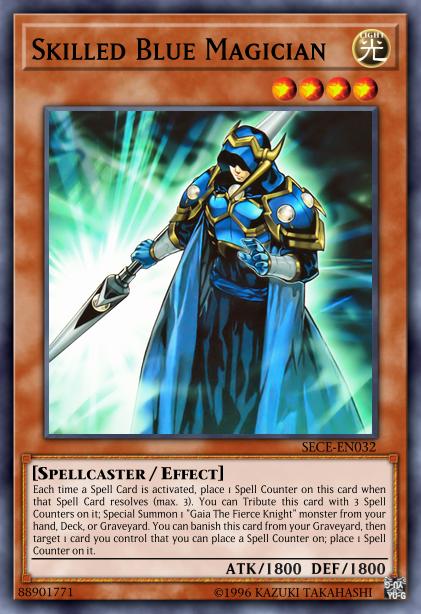 Skilled Blue Magician
LIGHT
光
SECE-EN032
[Spellcaster / Effect]
Each time a Spell Card is activated, place 1 Spell Counter on this card when
that Spell Card resolves (max. 3). You can Tribute this card with 3 Spell
Counters on it; Special Summon 1 "Gaia The Fierce Knight" monster from your
hand, Deck, or Graveyard. You can banish this card from your Graveyard, then
target 1 card you control that you can place a Spell Counter on; place 1 Spell
Counter on it.
ATK/1800 DEF/1800
88901771
©1996 KAZUKI TAKAHASHI